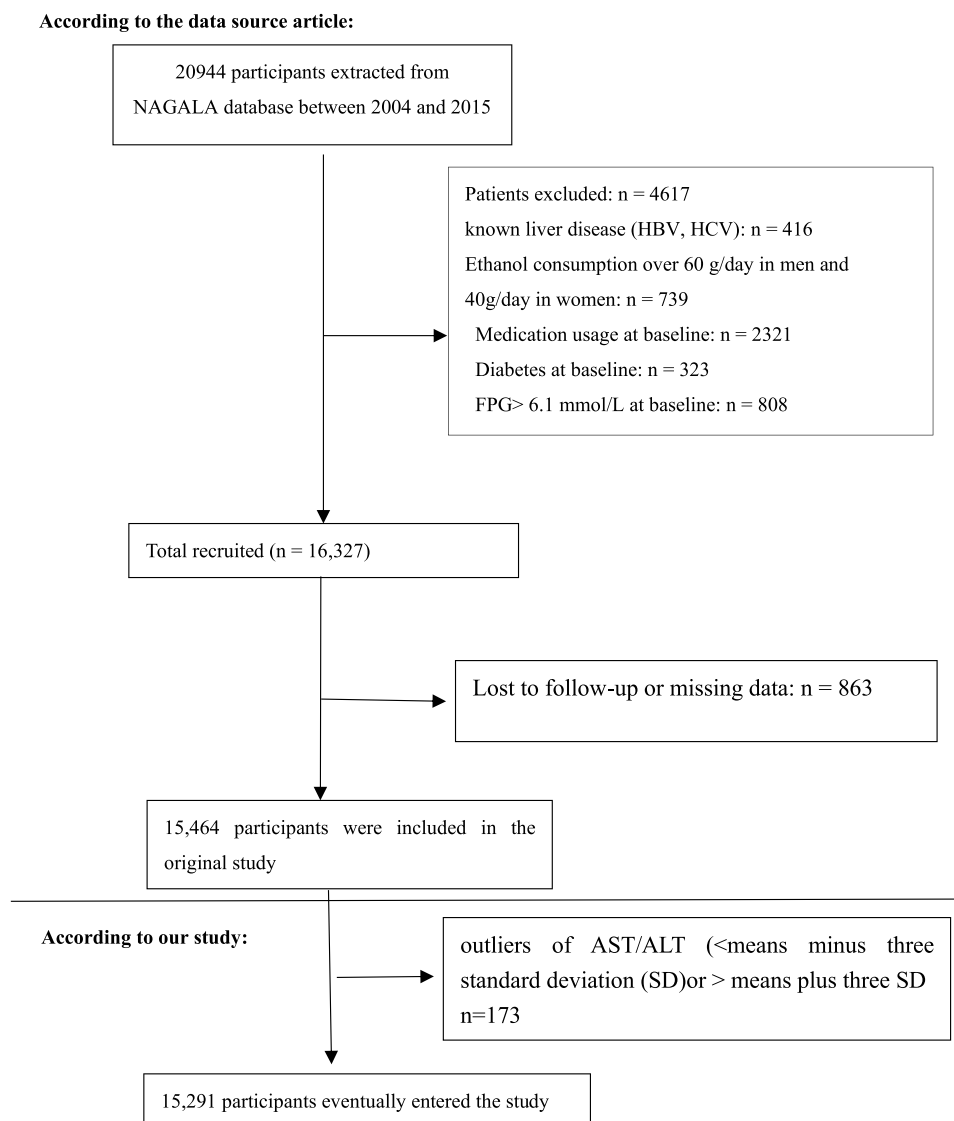 According to the data source article:
20944 participants extracted from
NAGALA database between 2004 and 2015
Patients excluded: n = 4617
known liver disease (HBV, HCV): n = 416
Ethanol consumption over 60 g/day in men and
40g/day in women: n = 739
Medication usage at baseline: n = 2321
Diabetes at baseline: n = 323
FPG> 6.1 mmol/L at baseline: n = 808
Total recruited (n = 16,327)
Lost to follow-up or missing data: n = 863
15,464 participants were included in the
original study
According to our study:
outliers of AST/ALT (<means minus three
standard deviation (SD)or > means plus three SD
n=173
15,291 participants eventually entered the study